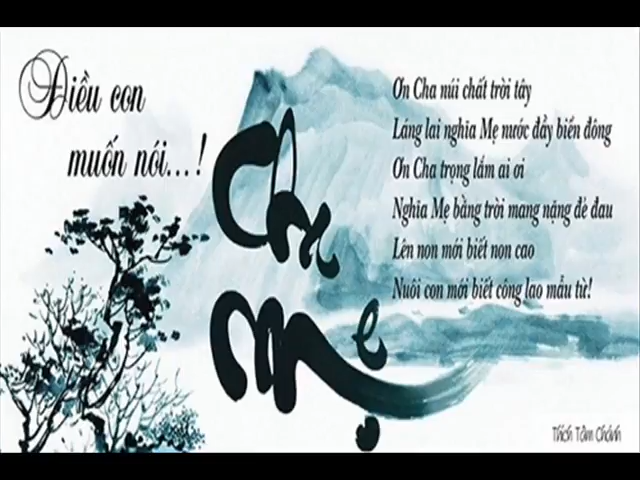 Điều con
muốn nói...!
Cha
Mẹ
Ơn Cha núi chất trời tây
Láng lai nghĩa Mẹ nước đầy biển đông
Ơn Cha trọng lắm ai ơi
Nghĩa Mẹ bằng trời mang nặng đẻ đau
Lên non mới biết non cao
Nuôi con mới biết công lao mẫu từ!
Thích Tâm Chánh